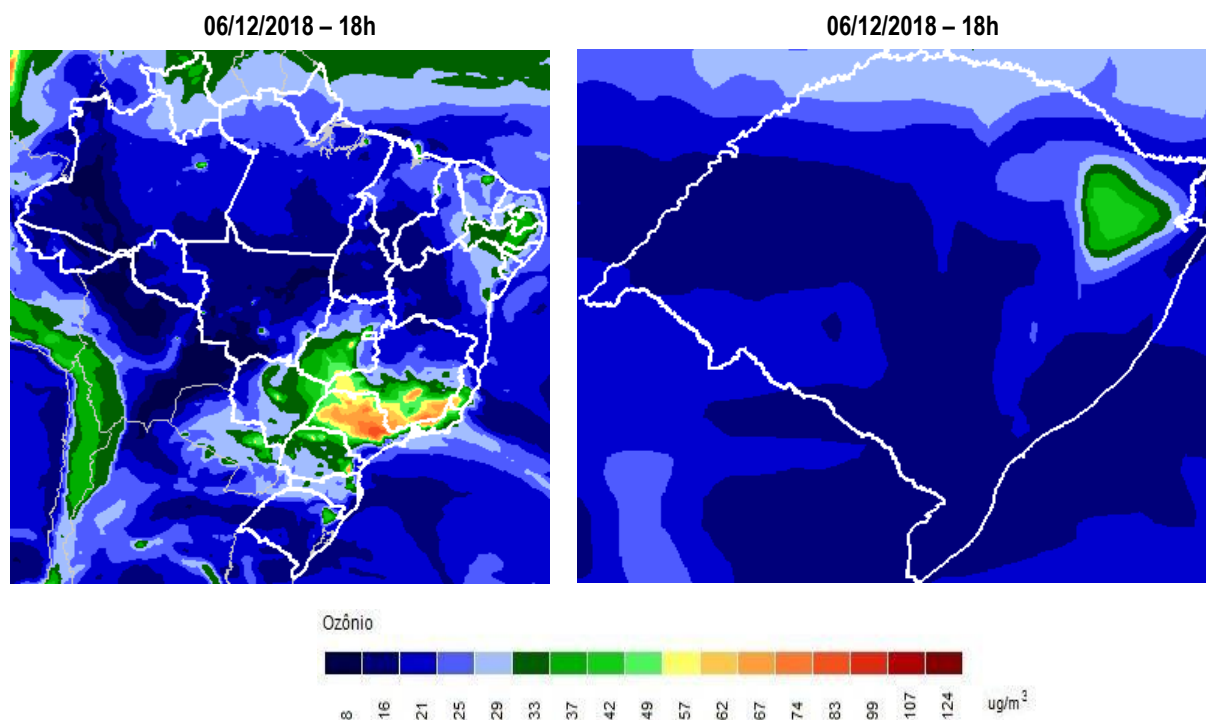 06/12/2018 – 18h
06/12/2018 – 18h
Ozônio
8 16 21 25 29 33 37 42 49 57 62 67 74 83 99 107 124 ug/m³